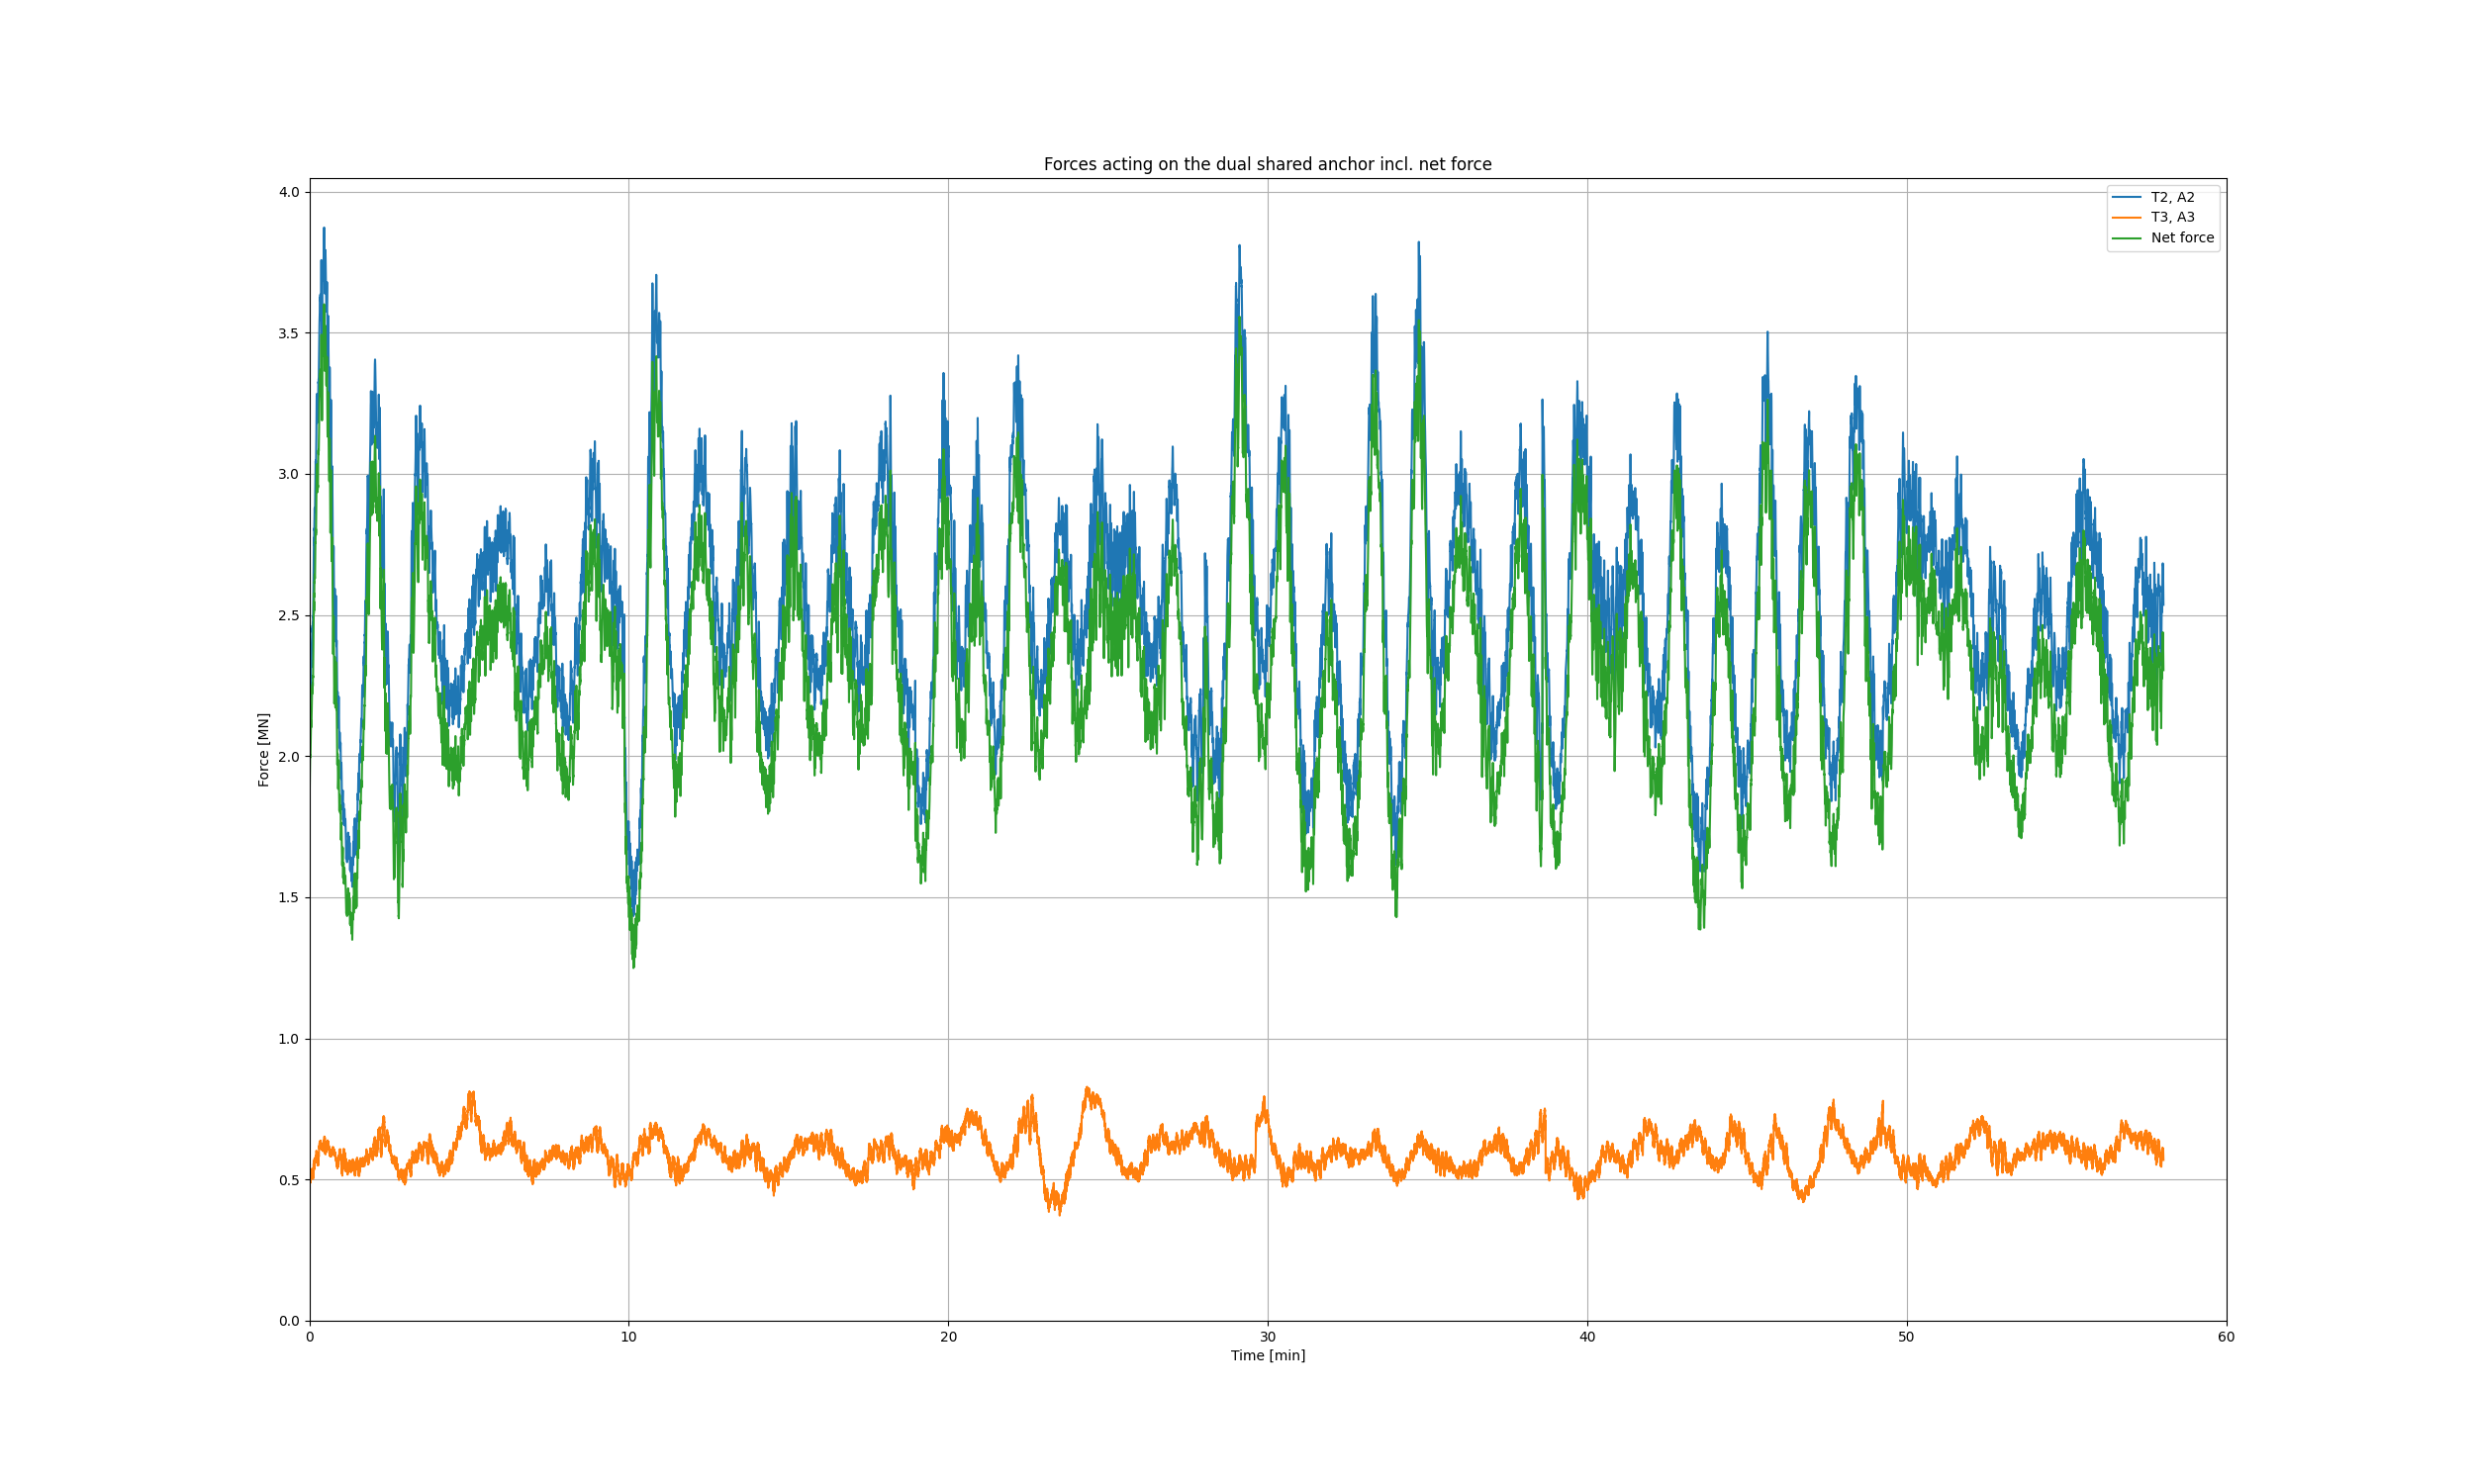 Forces acting on the dual shared anchor incl. net force
T2, A2
T3, A3
Net force
4.0
3.5
3.0
2.5
2.0
1.5
1.0
0.5
0.0
Force [MN]
0 10 20 30 40 50 60
Time [min]